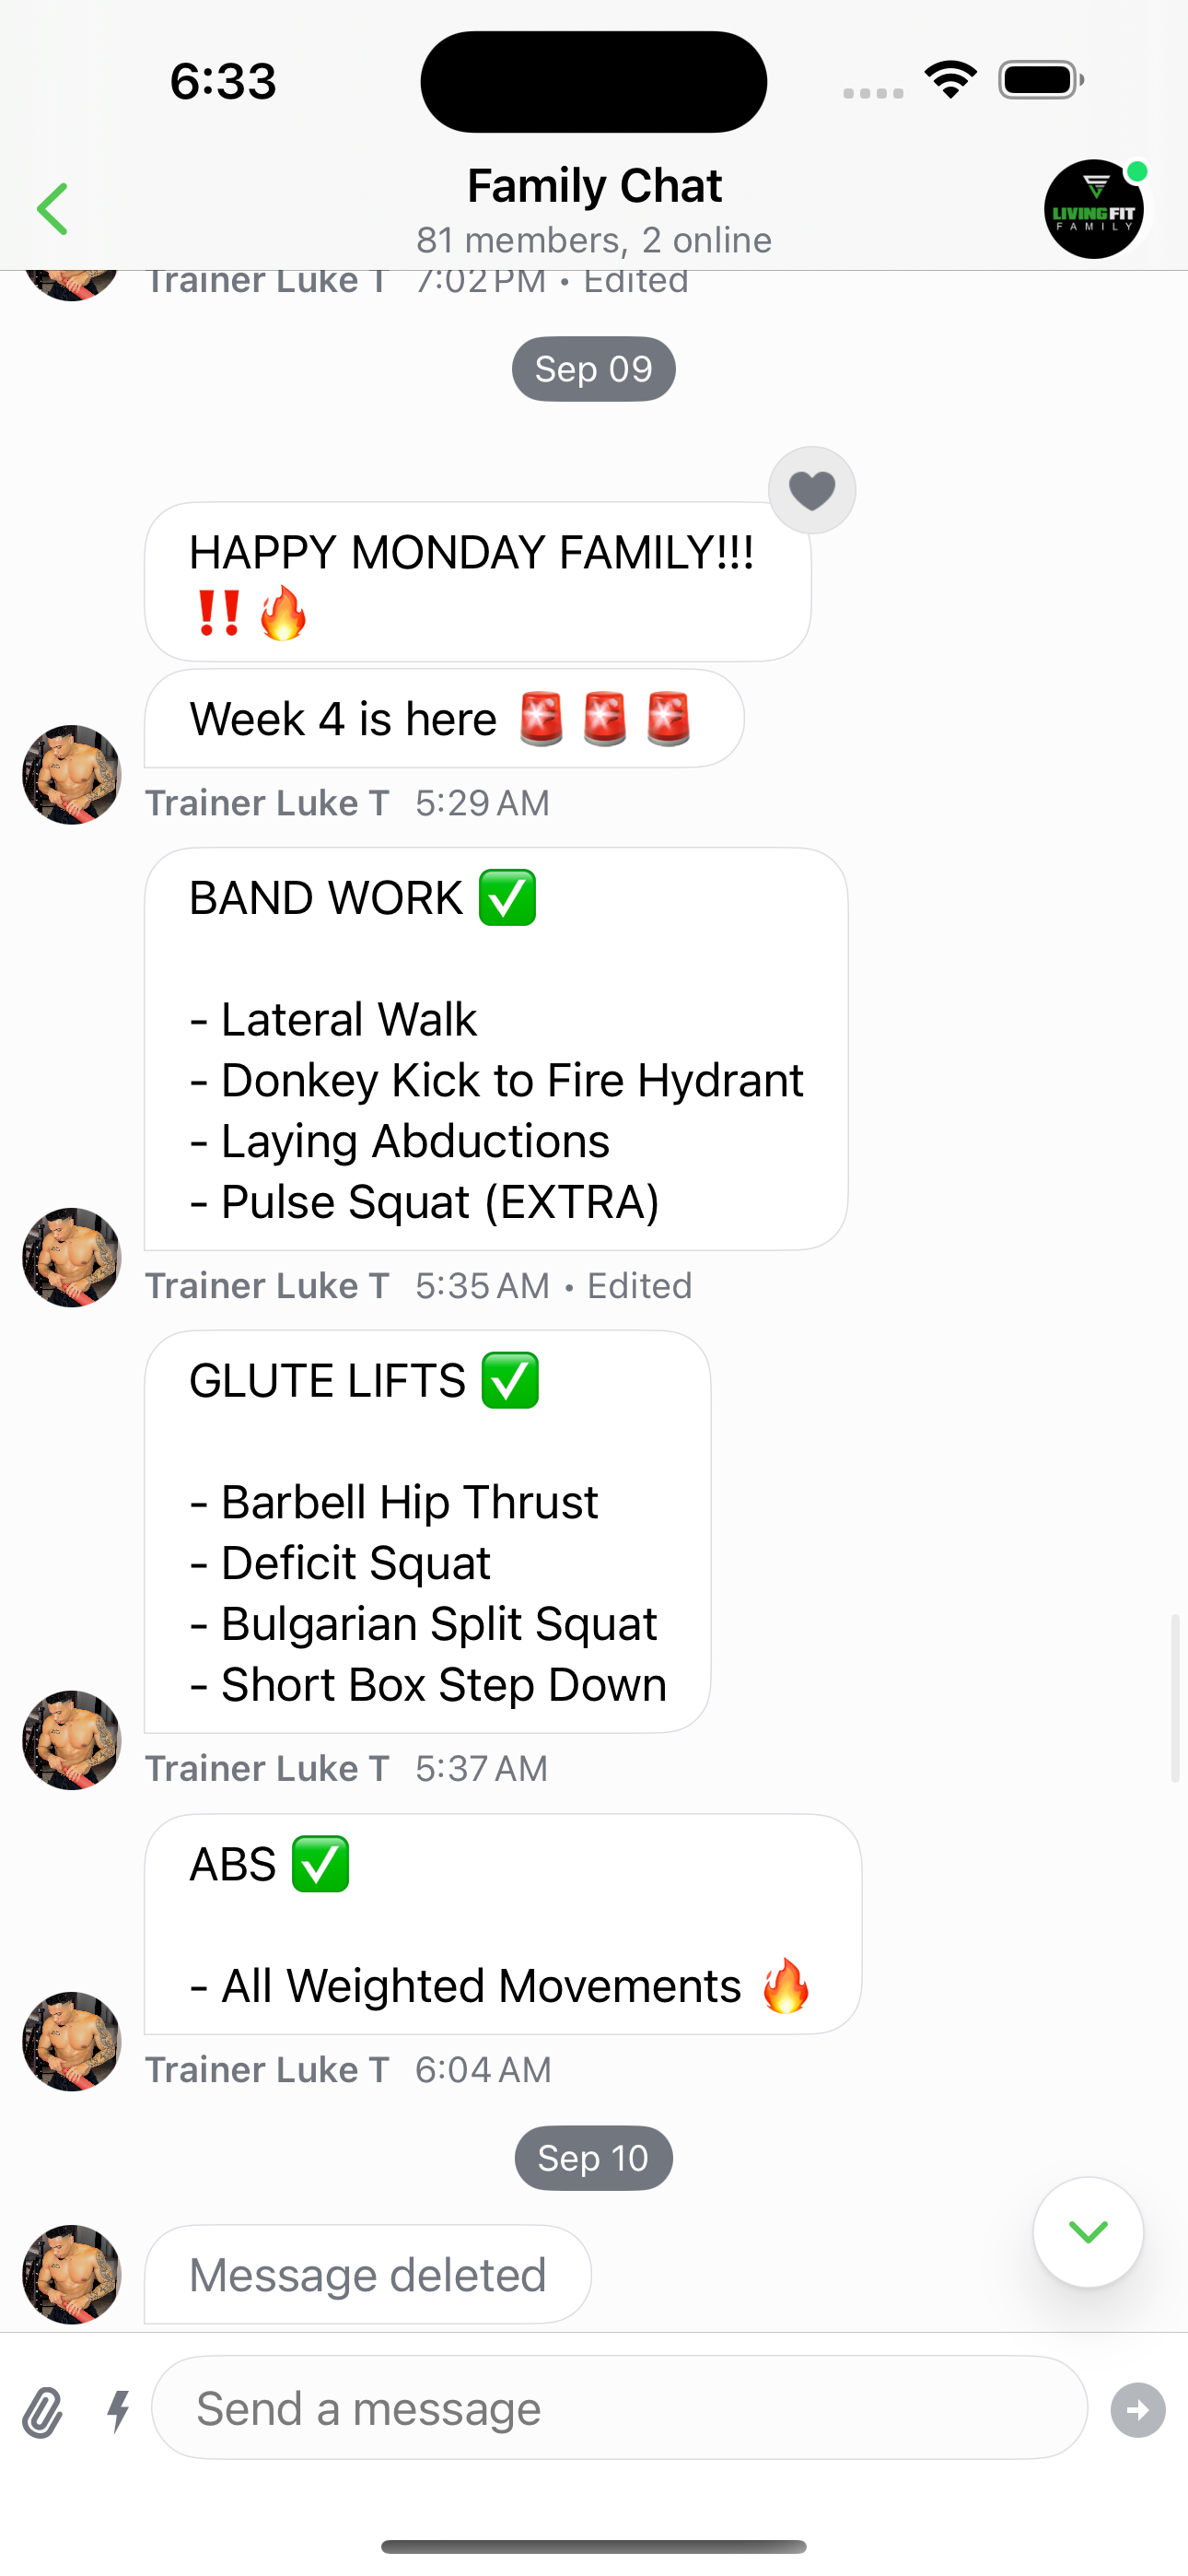 6:33
Family Chat
81 members, 2 online
LIVING FIT
FAMILY
Trainer Luke T 7:02 PM • Edited
Sep 09
HAPPY MONDAY FAMILY!!!
‼️🔥
Week 4 is here 🚨🚨🚨
Trainer Luke T 5:29 AM
BAND WORK ✅
- Lateral Walk
- Donkey Kick to Fire Hydrant
- Laying Abductions
- Pulse Squat (EXTRA)
Trainer Luke T 5:35 AM • Edited
GLUTE LIFTS ✅
- Barbell Hip Thrust
- Deficit Squat
- Bulgarian Split Squat
- Short Box Step Down
Trainer Luke T 5:37 AM
ABS ✅
- All Weighted Movements 🔥
Trainer Luke T 6:04 AM
Sep 10
Message deleted
Send a message